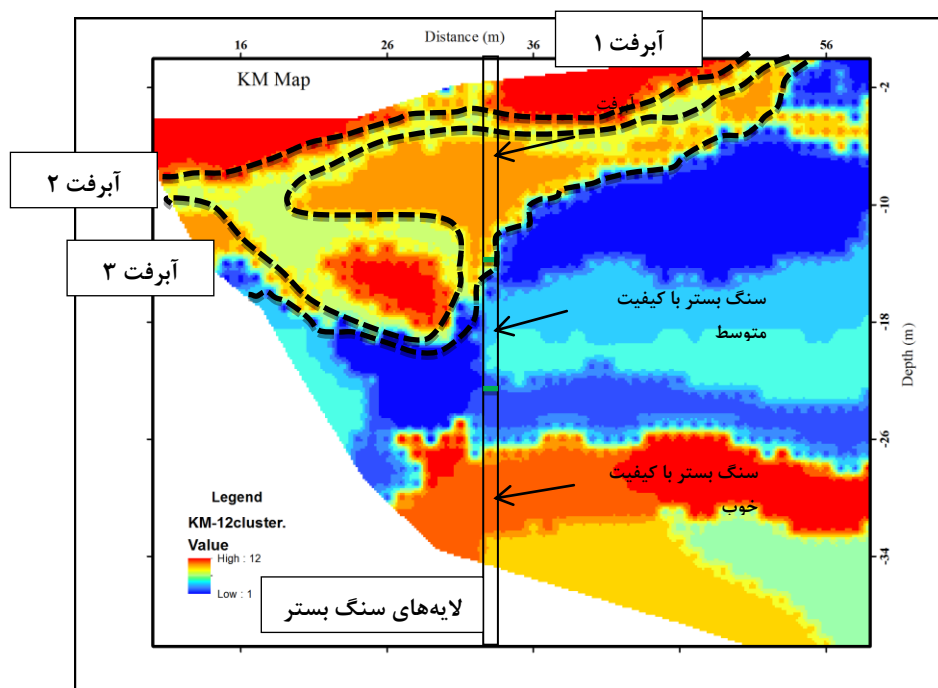 آبرفت ۱
Distance (m)
16
26
36
56
KM Map
-2
آبرفت
آبرفت ۲
-10
آبرفت ۳
سنگ بستر با کیفیت
متوسط
-18
Depth (m)
-26
سنگ بستر با کیفیت
خوب
Legend
KM-12cluster.
Value
High : 12
Low : 1
-34
لایه‌های سنگ بستر